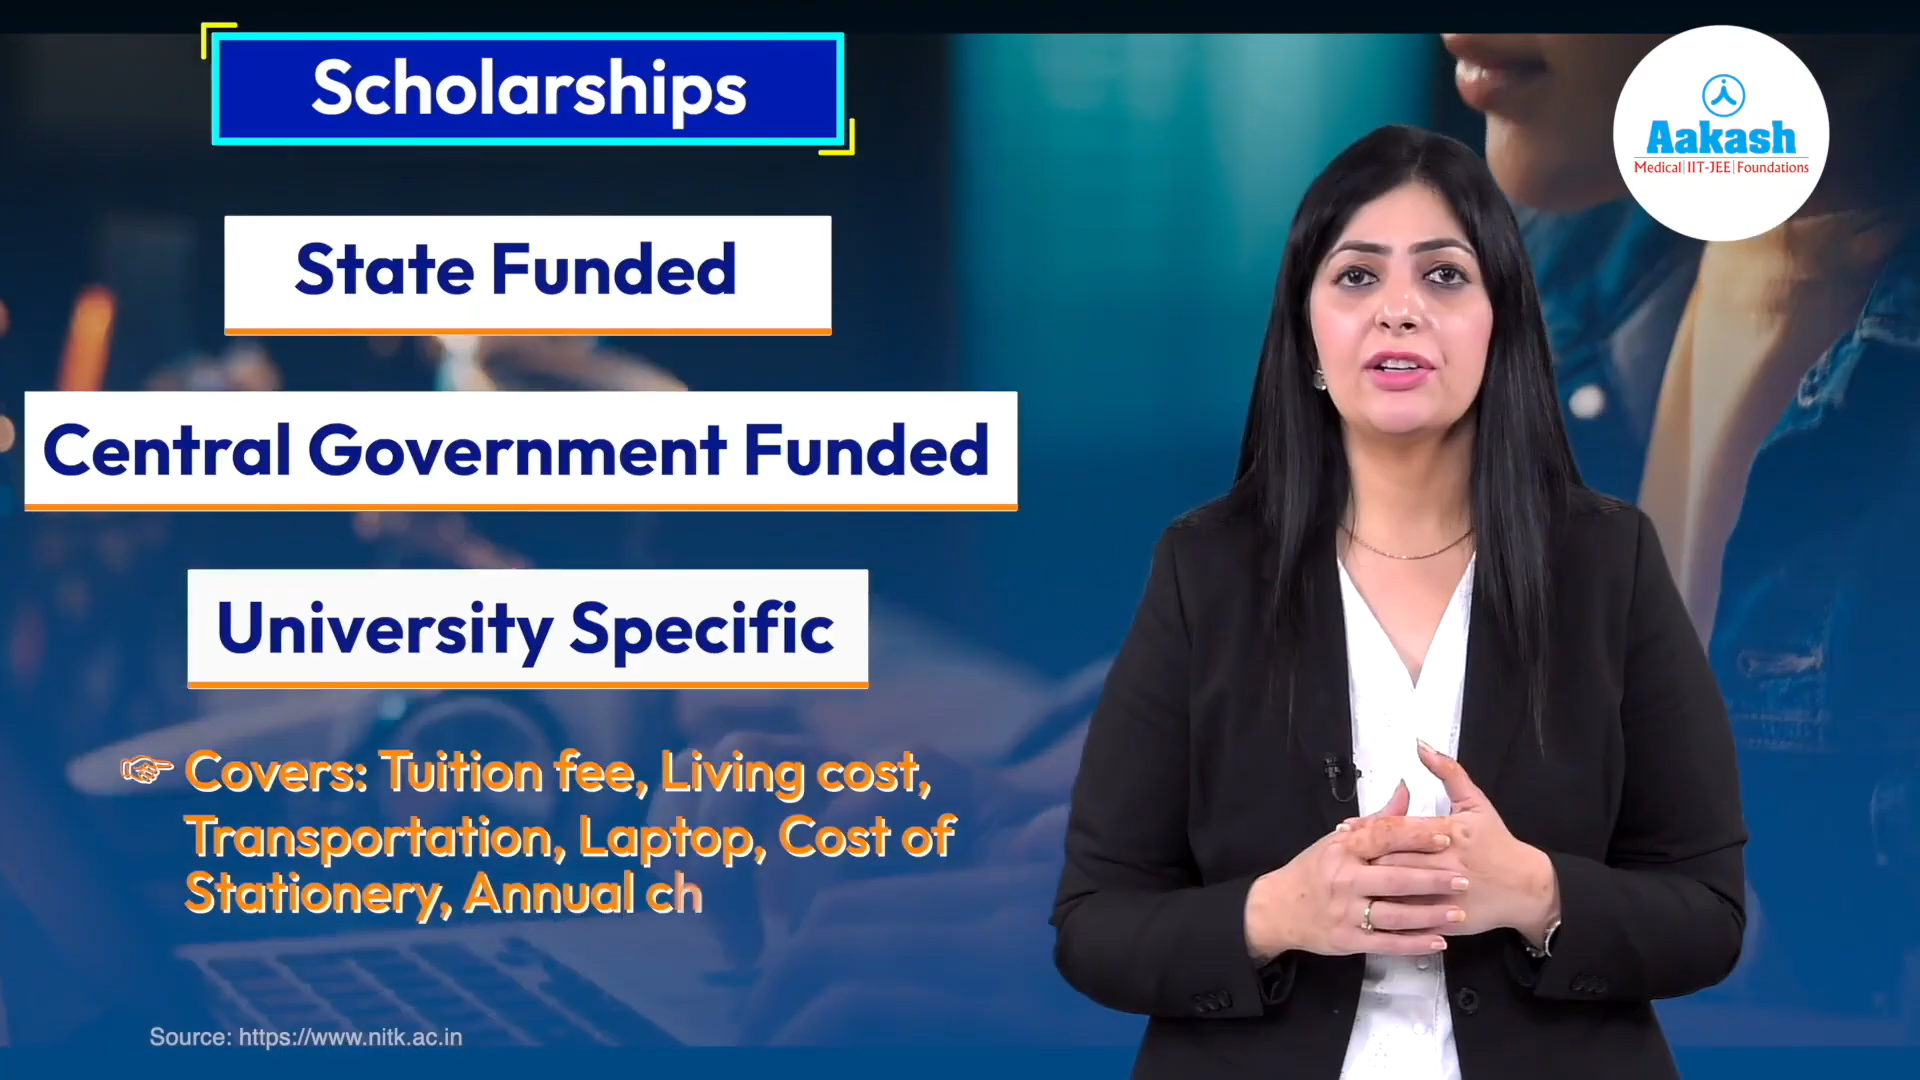 Scholarships
Aakash
Medical|IIT-JEE|Foundations
State Funded
Central Government Funded
University Specific
Covers: Tuition fee, Living cost,
Transportation, Laptop, Cost of
Stationery, Annual ch
Source: https://www.nitk.ac.in